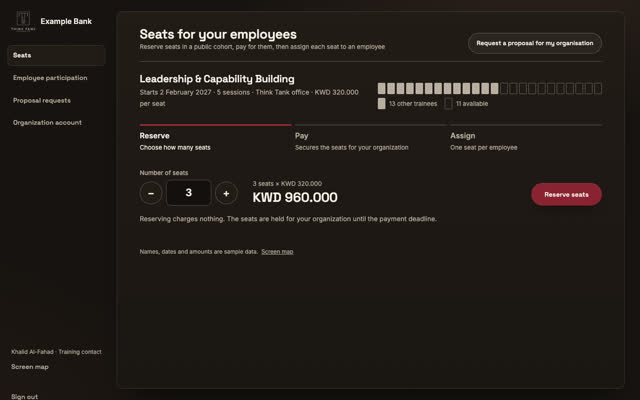 THINK TANK
Example Bank
Seats
Employee participation
Proposal requests
Organization account
Khalid Al-Fahad · Training contact
Screen map
Sign out
Seats for your employees
Reserve seats in a public cohort, pay for them, then assign each seat to an employee
Request a proposal for my organisation
Leadership & Capability Building
Starts 2 February 2027 · 5 sessions · Think Tank office · KWD 320.000
per seat
13 other trainees
11 available
Reserve
Choose how many seats
Pay
Secures the seats for your organization
Assign
One seat per employee
Number of seats
−
3
+
3 seats × KWD 320.000
KWD 960.000
Reserve seats
Reserving charges nothing. The seats are held for your organization until the payment deadline.
Names, dates and amounts are sample data. Screen map